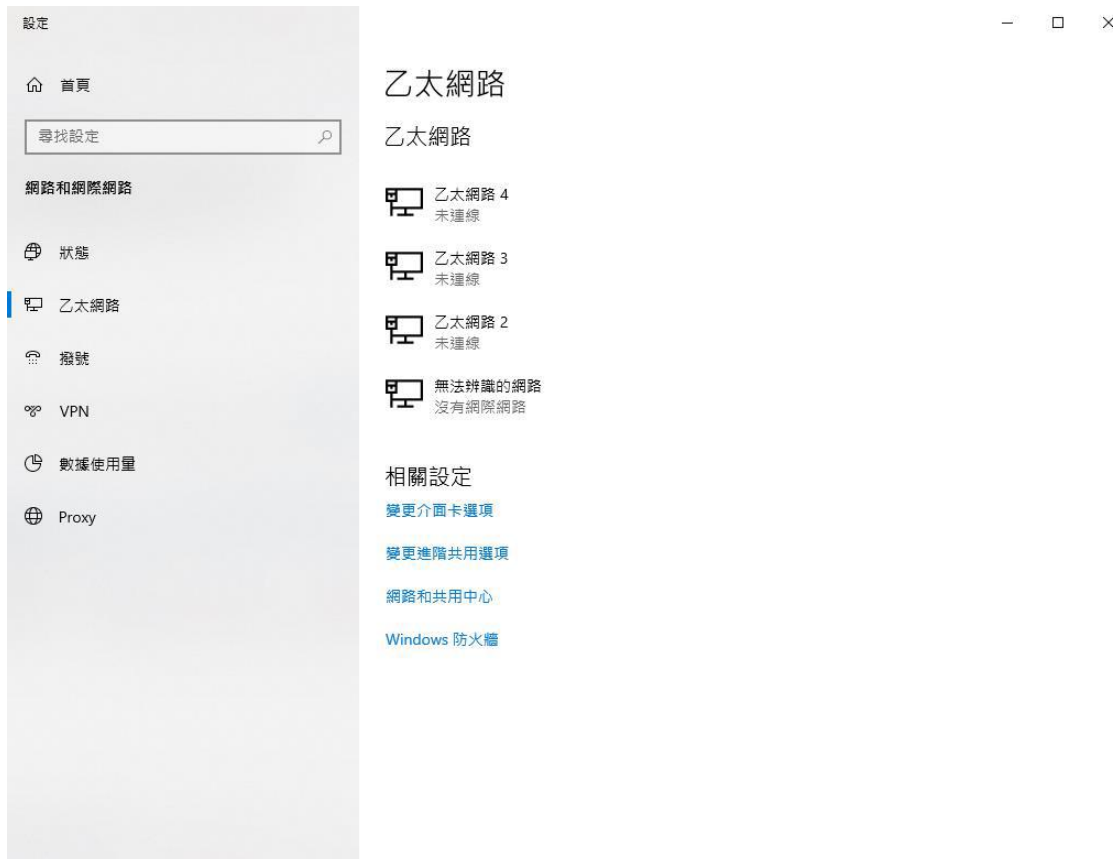 設定
首頁
尋找設定
網路和網際網路
狀態
乙太網路
撥號
VPN
數據使用量
Proxy
乙太網路
乙太網路
乙太網路 4
未連線
乙太網路 3
未連線
乙太網路 2
未連線
無法辨識的網路
沒有網際網路
相關設定
變更介面卡選項
變更進階共用選項
網路和共用中心
Windows 防火牆